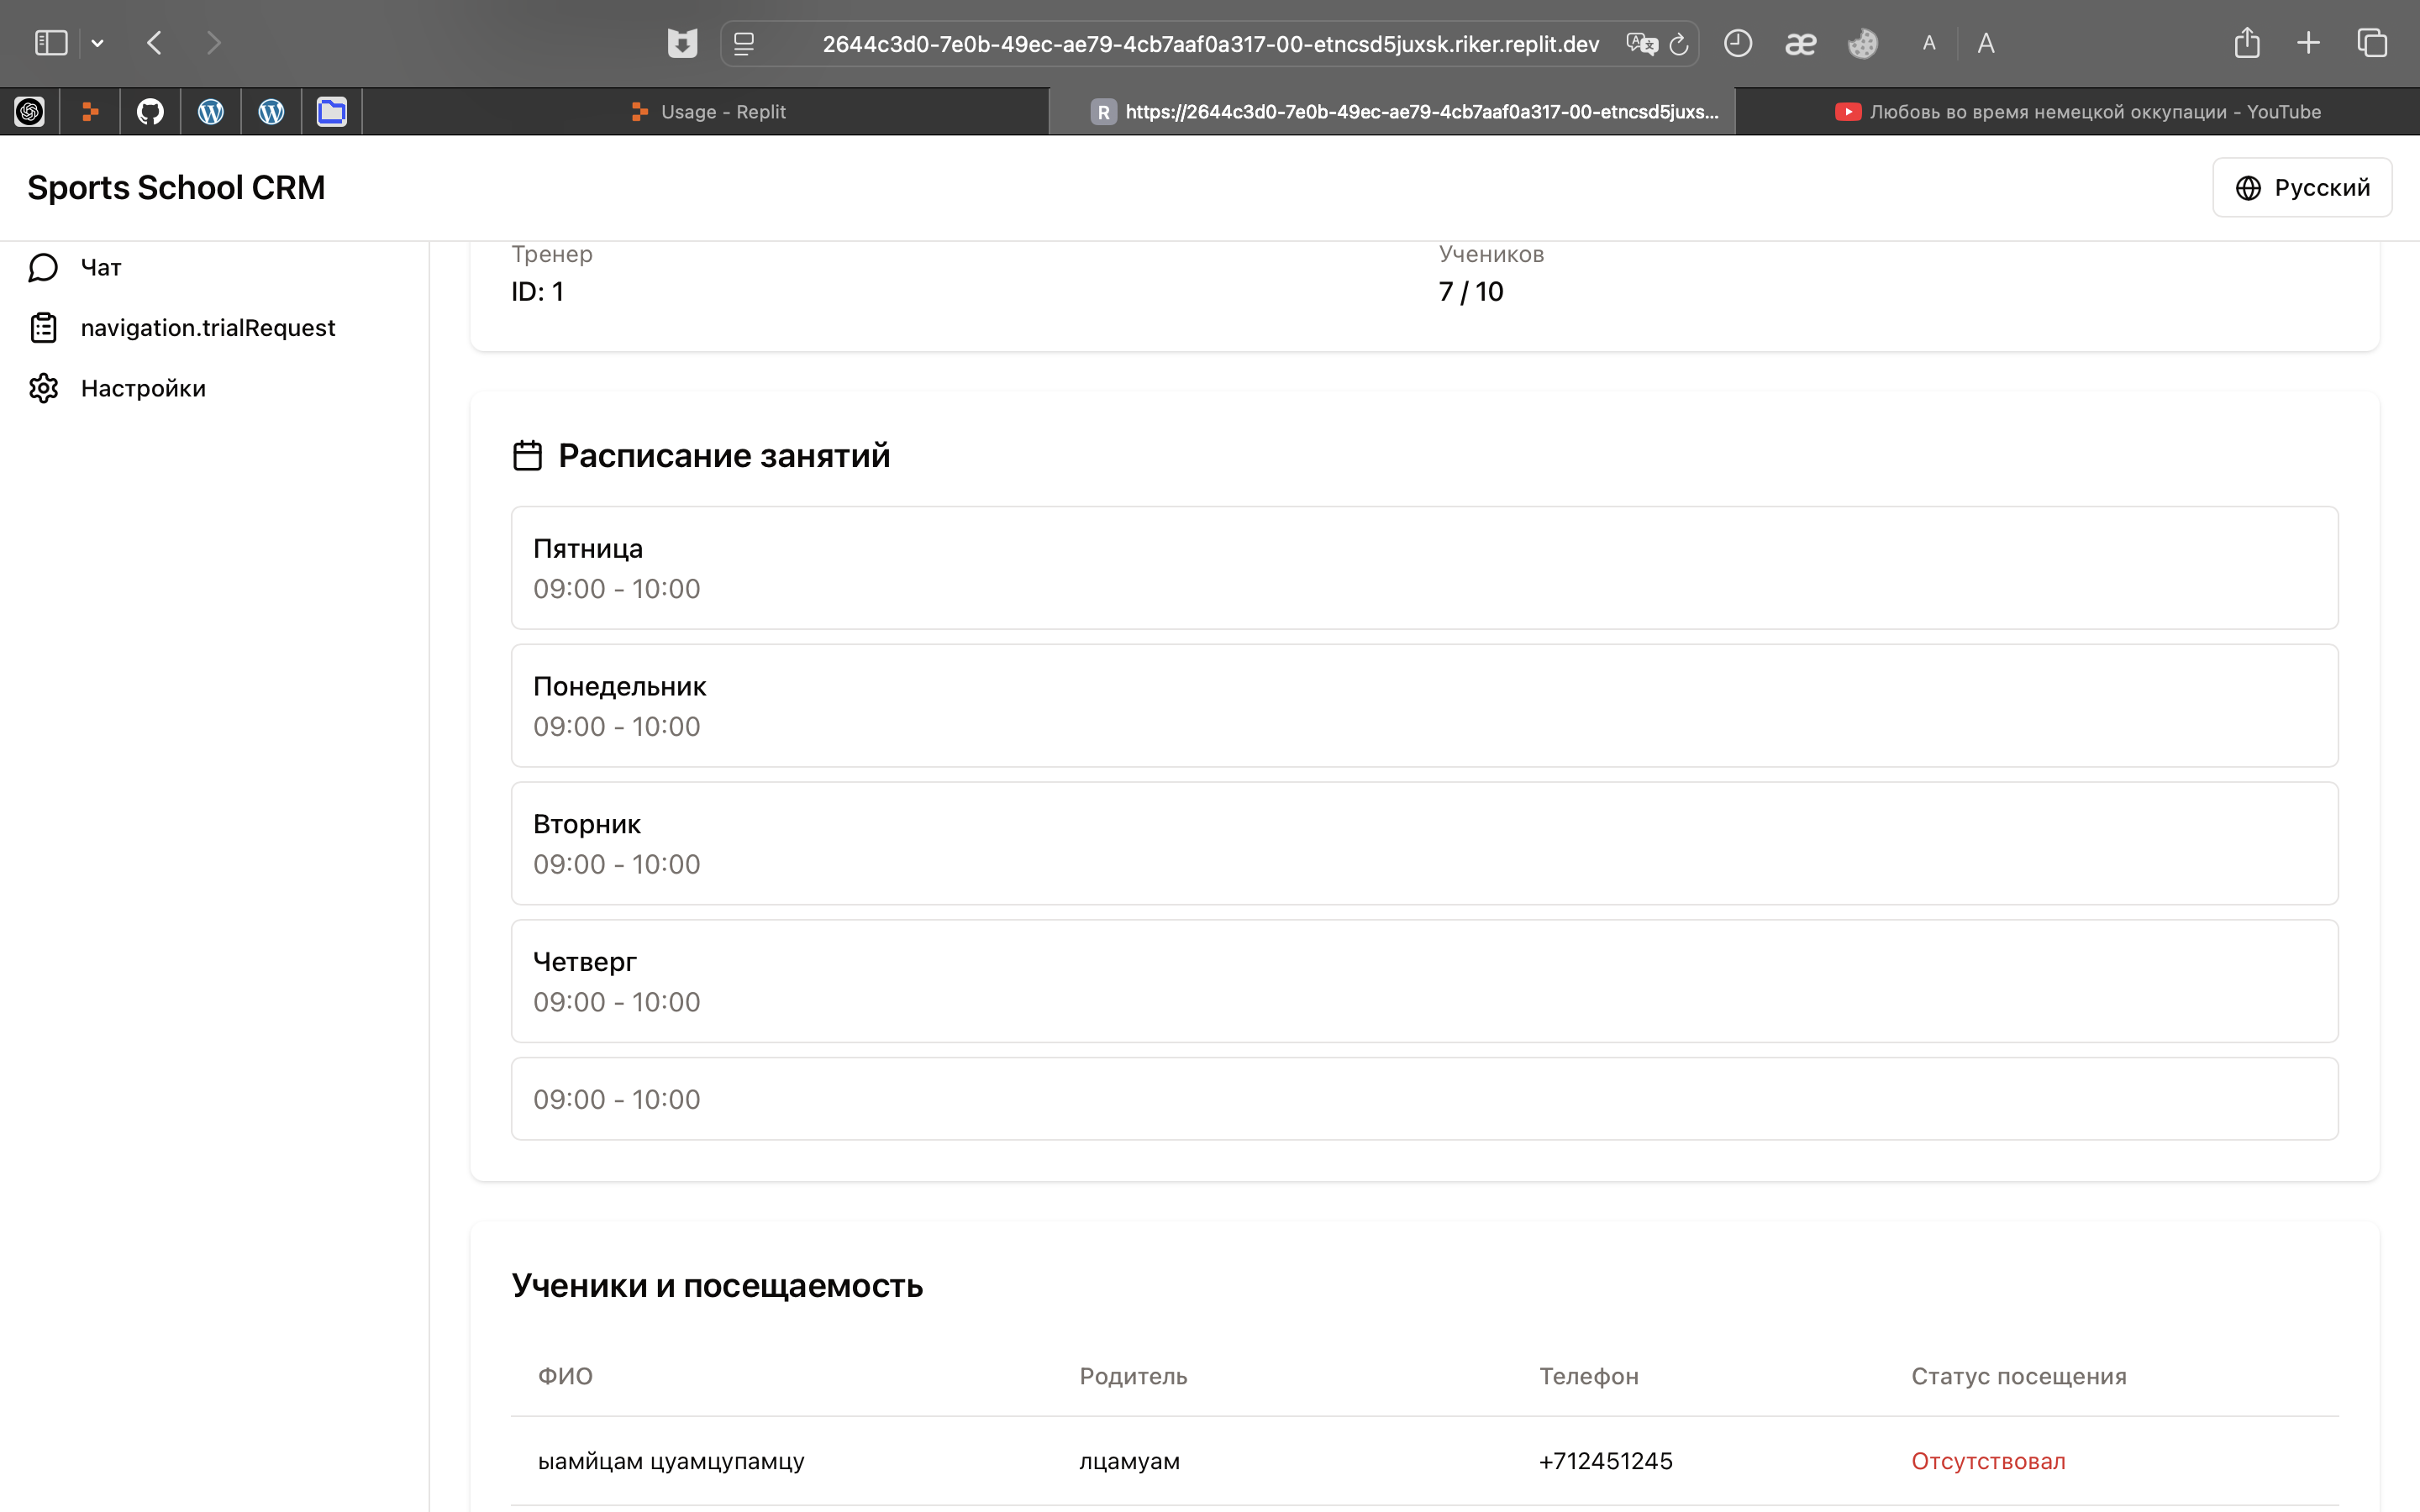 2644c3d0-7e0b-49ec-ae79-4cb7aaf0a317-00-etncsd5juxsk.riker.replit.dev
æ A A
Usage - Replit
R https://2644c3d0-7e0b-49ec-ae79-4cb7aaf0a317-00-etncsd5juxs...
Любовь во время немецкой оккупации - YouTube
Sports School CRM
Русский
Чат
navigation.trialRequest
Настройки
Тренер
ID: 1
Учеников
7 / 10
Расписание занятий
Пятница
09:00 - 10:00
Понедельник
09:00 - 10:00
Вторник
09:00 - 10:00
Четверг
09:00 - 10:00
09:00 - 10:00
Ученики и посещаемость
ФИО Родитель Телефон Статус посещения
ыамйцам цуамцупамцу лцамуам +712451245 Отсутствовал